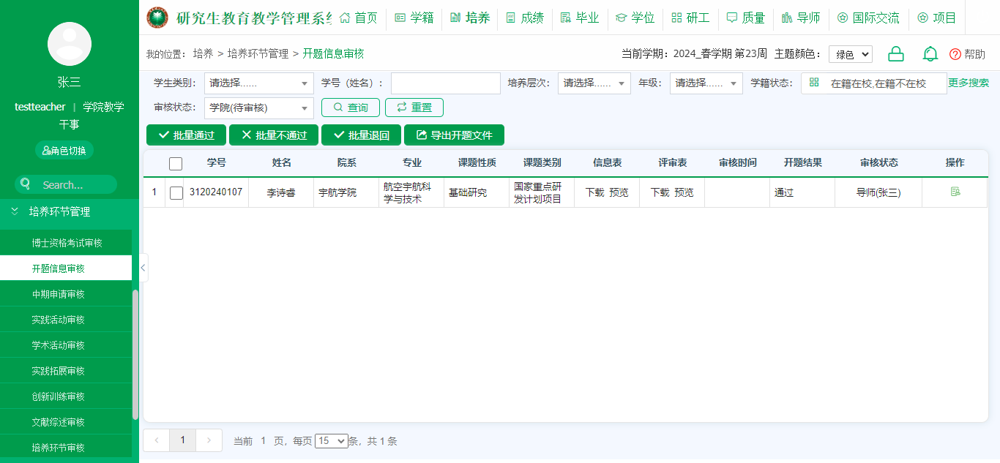 研究生教育教学管理系统 首页 学籍 培养 成绩 毕业 学位 研工 质量 导师 国际交流 项目
张三
testteacher | 学院教学
干事
角色切换
Search...
培养环节管理
博士资格考试审核
开题信息审核
中期申请审核
实践活动审核
学术活动审核
实践拓展审核
创新训练审核
文献综述审核
培养环节审核
我的位置： 培养 > 培养环节管理 > 开题信息审核
当前学期： 2024_春学期 第23周 主题颜色： 绿色 帮助
学生类别： 请选择...... 学号（姓名）： 培养层次： 请选择...... 年级： 请选择...... 学籍状态： 在籍在校,在籍不在校 更多搜索
审核状态： 学院(待审核) 查询 重置
批量通过 批量不通过 批量退回 导出开题文件
学号 姓名 院系 专业 课题性质 课题类别 信息表 评审表 审核时间 开题结果 审核状态 操作
1 3120240107 李诗睿 宇航学院 航空宇航科学与技术 基础研究 国家重点研发计划项目 下载 预览 下载 预览 通过 导师(张三)
< 1 > 当前 1 页，每页 15 条，共 1 条